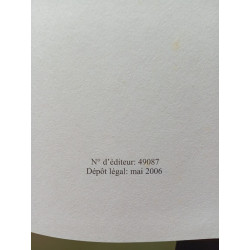 N° d'éditeur: 49087
Dépôt légal: mai 2006